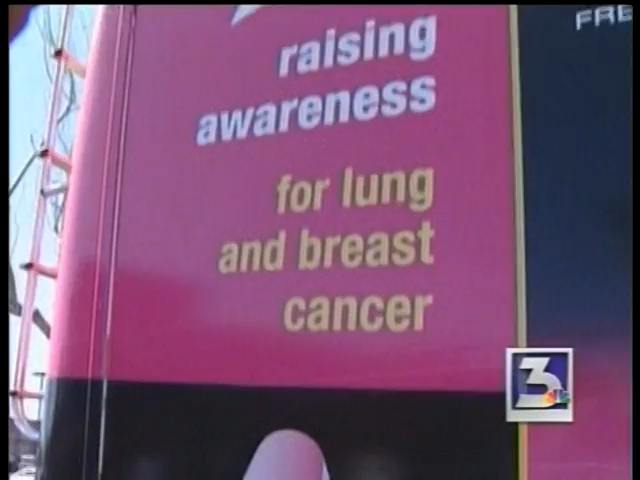 FRE
raising
awareness
for lung
and breast
cancer
3